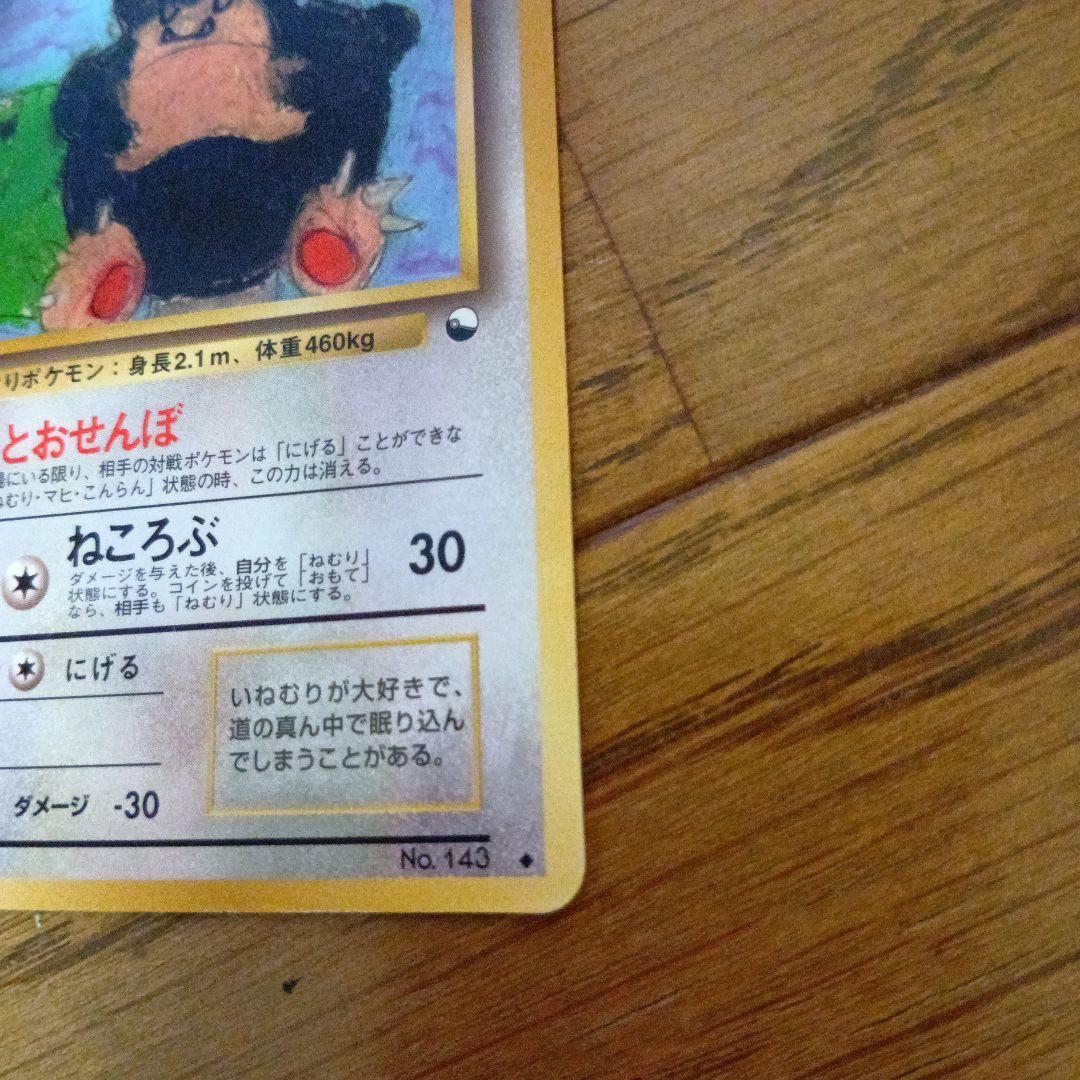 りポケモン：身長2.1m、体重460kg
とおせんぼ
にいる限り、相手の対戦ポケモンは「にげる」ことができな
むり・マヒ・こんらん」状態の時、この力は消える。
ねころぶ
30
ダメージを与えた後、自分を「ねむり」
状態にする。コインを投げて「おもて」
なら、相手も「ねむり」状態にする。
にげる
いねむりが大好きで、
道の真ん中で眠り込ん
でしまうことがある。
ダメージ -30
No. 143